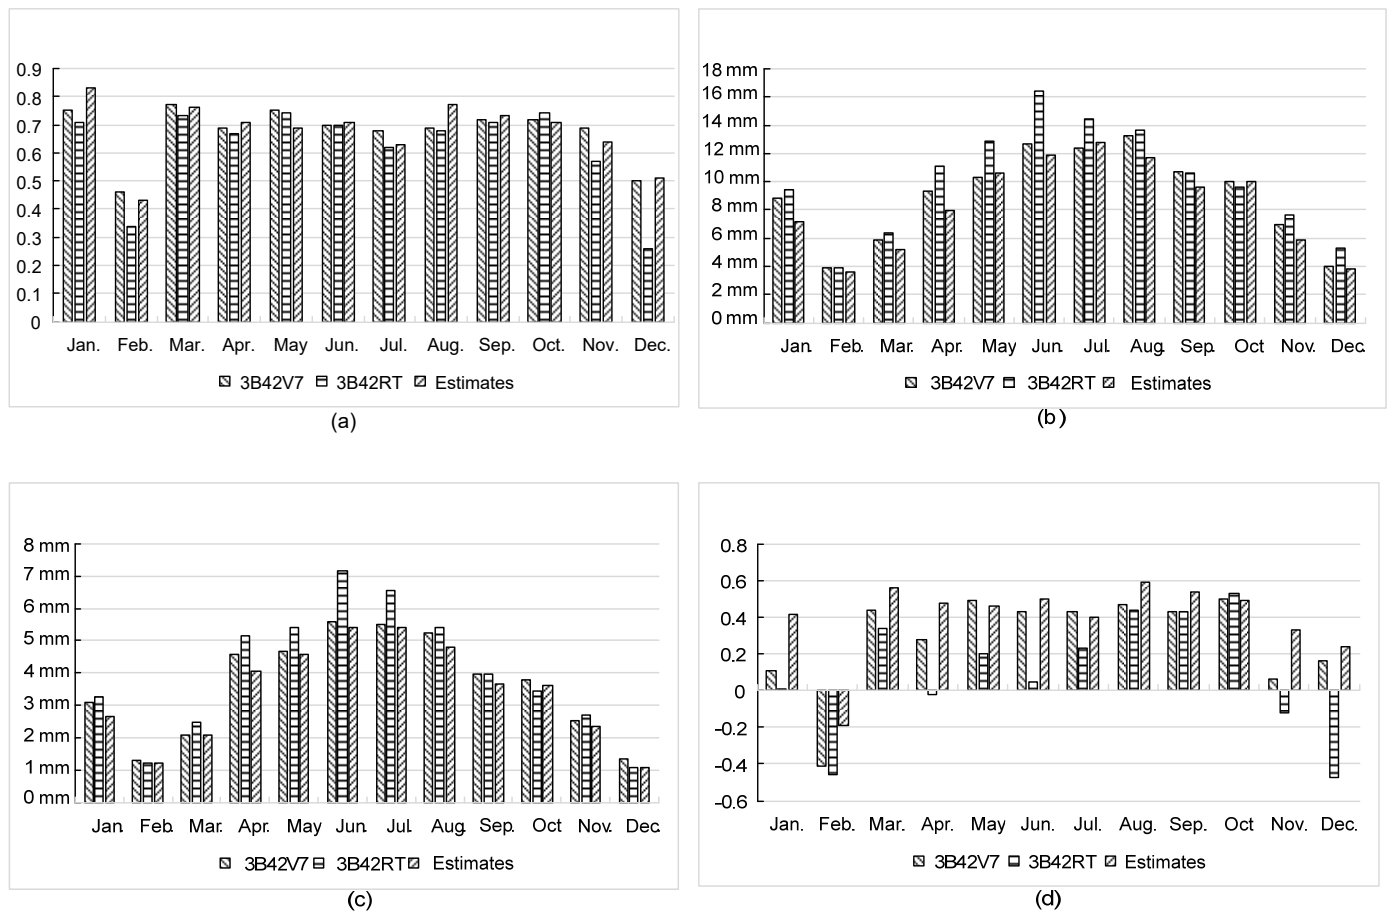 0.9
0.8
0.7
0.6
0.5
0.4
0.3
0.2
0.1
0
Jan. Feb. Mar. Apr. May Jun. Jul. Aug. Sep. Oct. Nov. Dec.
3B42V7 3B42RT Estimates
(a)
18 mm
16 mm
14 mm
12 mm
10 mm
8 mm
6 mm
4 mm
2 mm
0 mm
Jan. Feb. Mar. Apr. May Jun. Jul. Aug. Sep. Oct Nov. Dec.
3B42V7 3B42RT Estimates
(b)
8 mm
7 mm
6 mm
5 mm
4 mm
3 mm
2 mm
1 mm
0 mm
Jan. Feb. Mar. Apr. May Jun. Jul. Aug. Sep. Oct Nov. Dec.
3B42V7 3B42RT Estimates
(c)
0.8
0.6
0.4
0.2
0
-0.2
-0.4
-0.6
Jan. Feb. Mar. Apr. May Jun. Jul. Aug. Sep. Oct Nov. Dec.
3B42V7 3B42RT Estimates
(d)